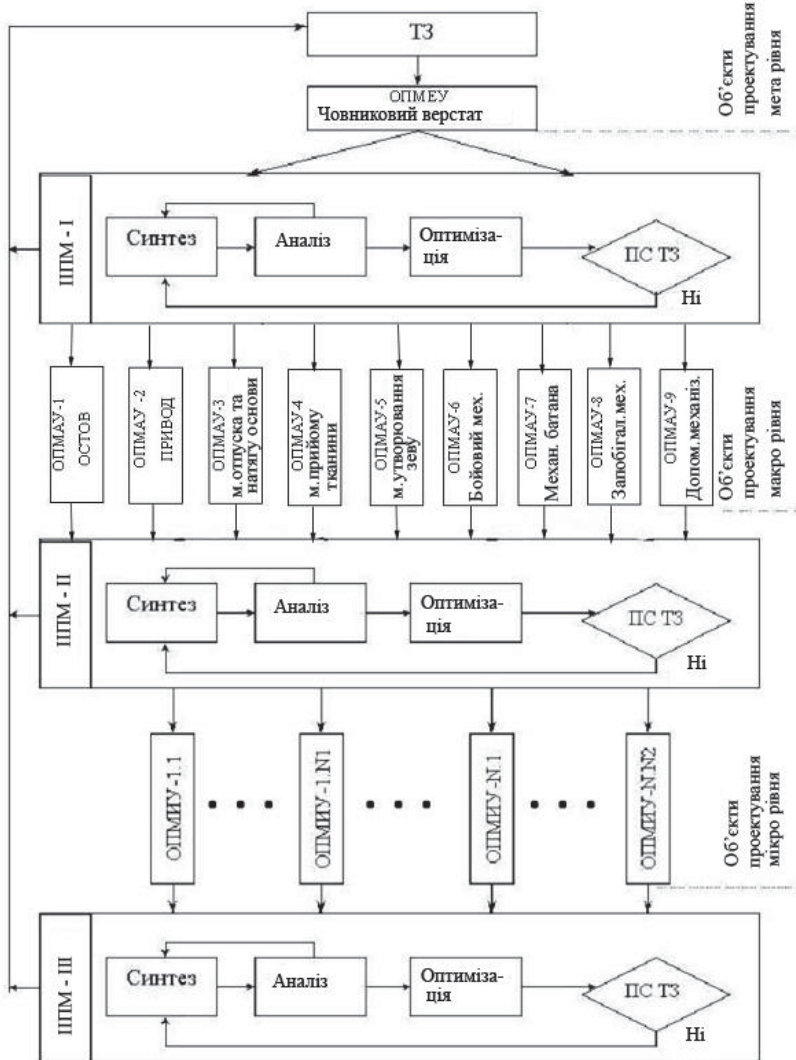 ТЗ
ОПМЕУ
Човниковий верстат
Об’єкти
проектування
мета рівня
ППМ - I
Синтез
Аналіз
Оптиміза-
ція
ПС ТЗ
Ні
ОПМАУ-1
ОСТОВ
ОПМАУ -2
ПРИВОД
ОПМАУ-3
м.отпуска та
натягу основи
ОПМАУ-4
м.прийому
тканини
ОПМАУ-5
м.утворювання
зеву
ОПМАУ-6
Бойовий мех.
ОПМАУ-7
Механ. батана
ОПМАУ-8
Запобігал.мех.
ОПМАУ-9
Допом.механіз.
Об’єкти
проектування
макро рівня
ППМ - II
Синтез
Аналіз
Оптиміза-
ція
ПС ТЗ
Ні
ОПМИУ-1.1
ОПМИУ-1.N1
ОПМИУ-N.1
ОПМИУ-N.N2
Об’єкти
проектування
мікро рівня
ППМ - III
Синтез
Аналіз
Оптиміза-
ція
ПС ТЗ
Ні